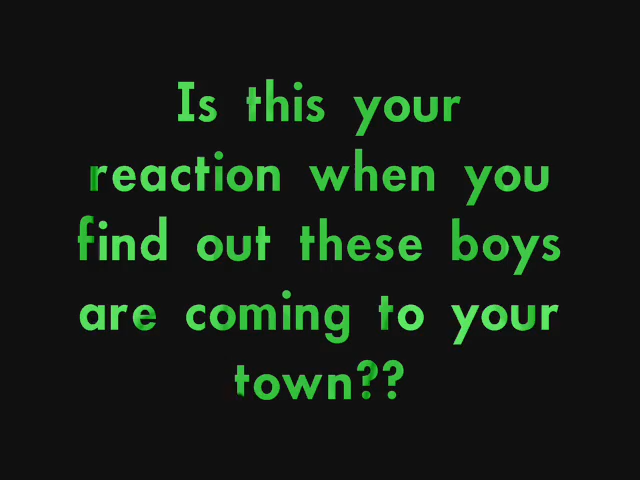 Is this your
reaction when you
find out these boys
are coming to your
town??